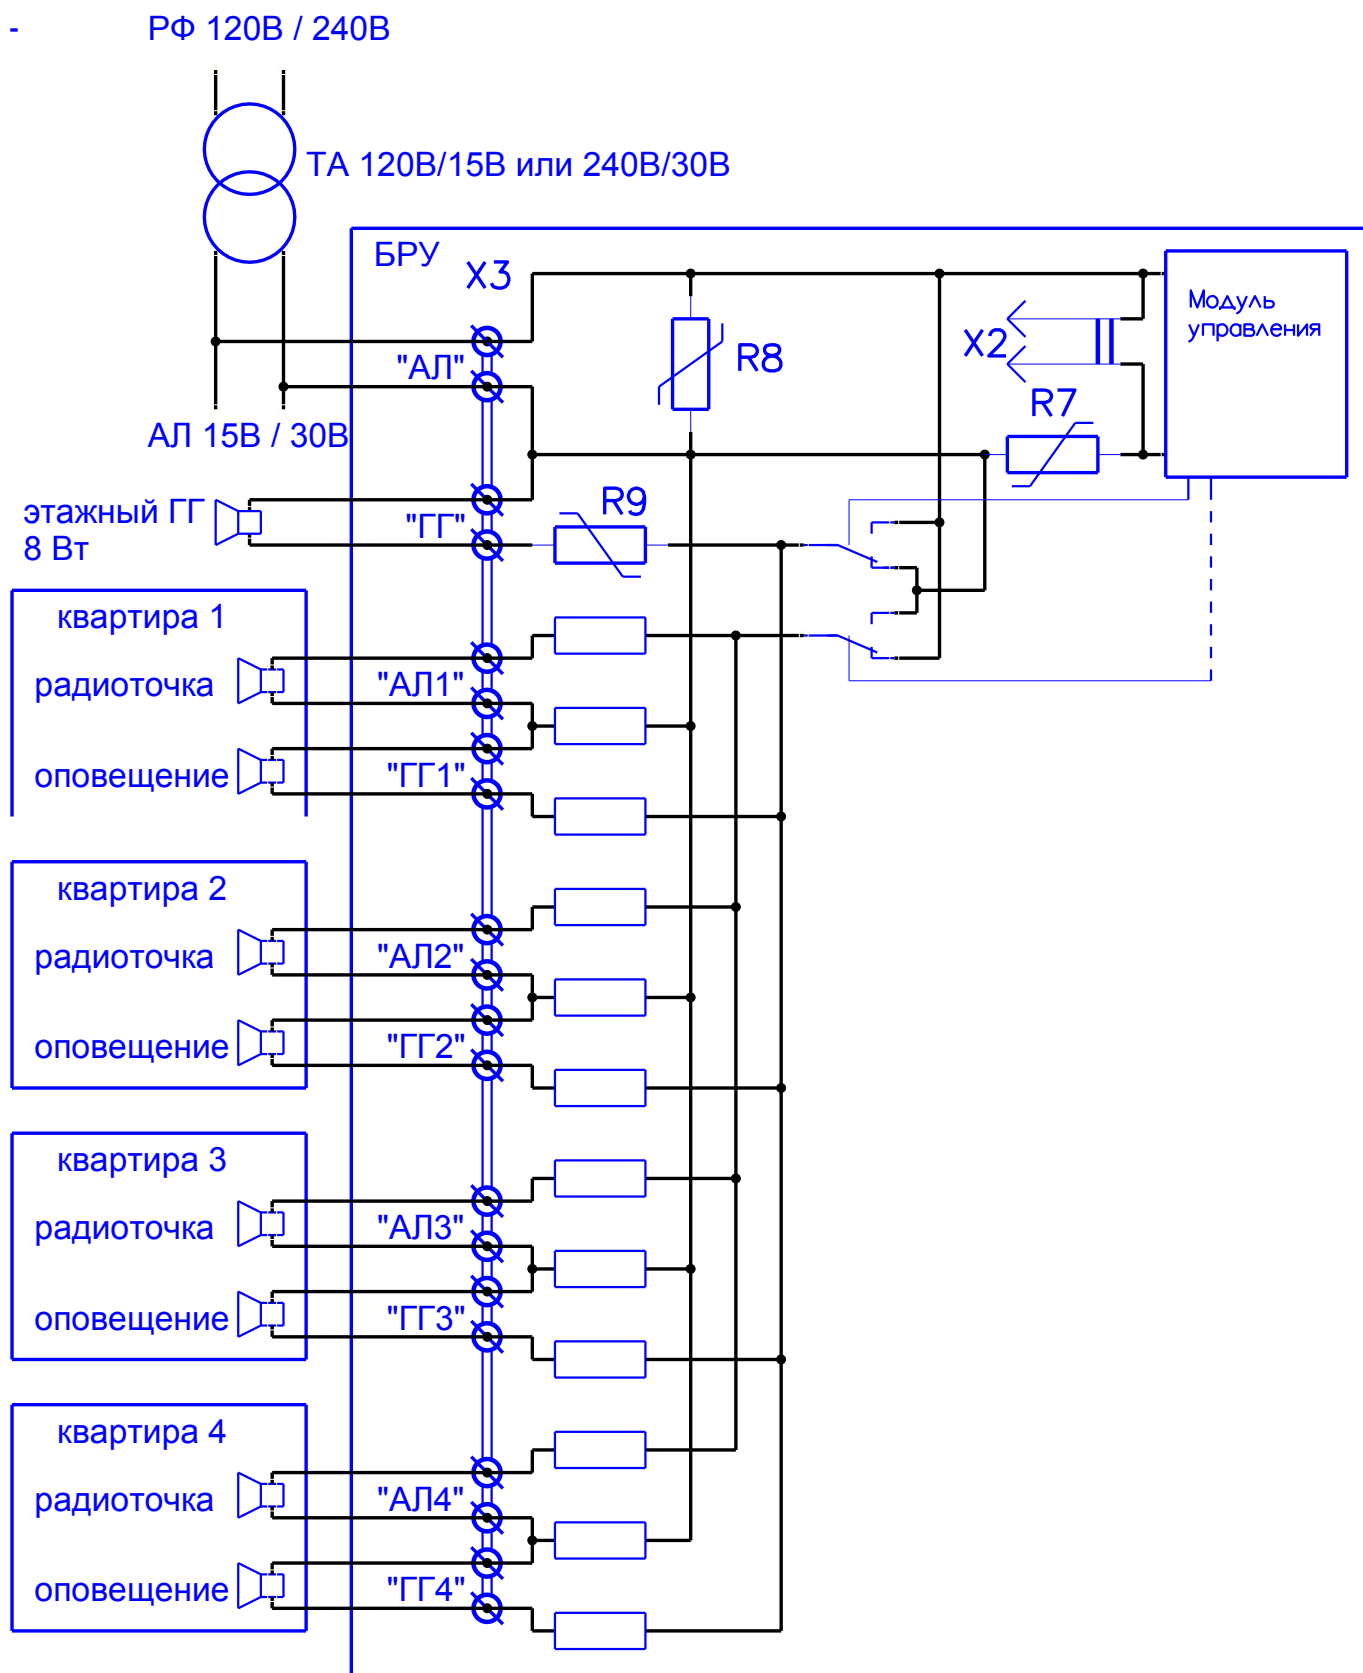 -
РФ 120В / 240В
ТА 120В/15В или 240В/30В
БРУ
X3
Модуль
управления
X2
"АЛ"
R8
R7
АЛ 15В / 30В
R9
этажный ГГ
8 Вт
"ГГ"
квартира 1
радиоточка
"АЛ1"
оповещение
"ГГ1"
квартира 2
радиоточка
"АЛ2"
оповещение
"ГГ2"
квартира 3
радиоточка
"АЛ3"
оповещение
"ГГ3"
квартира 4
радиоточка
"АЛ4"
оповещение
"ГГ4"